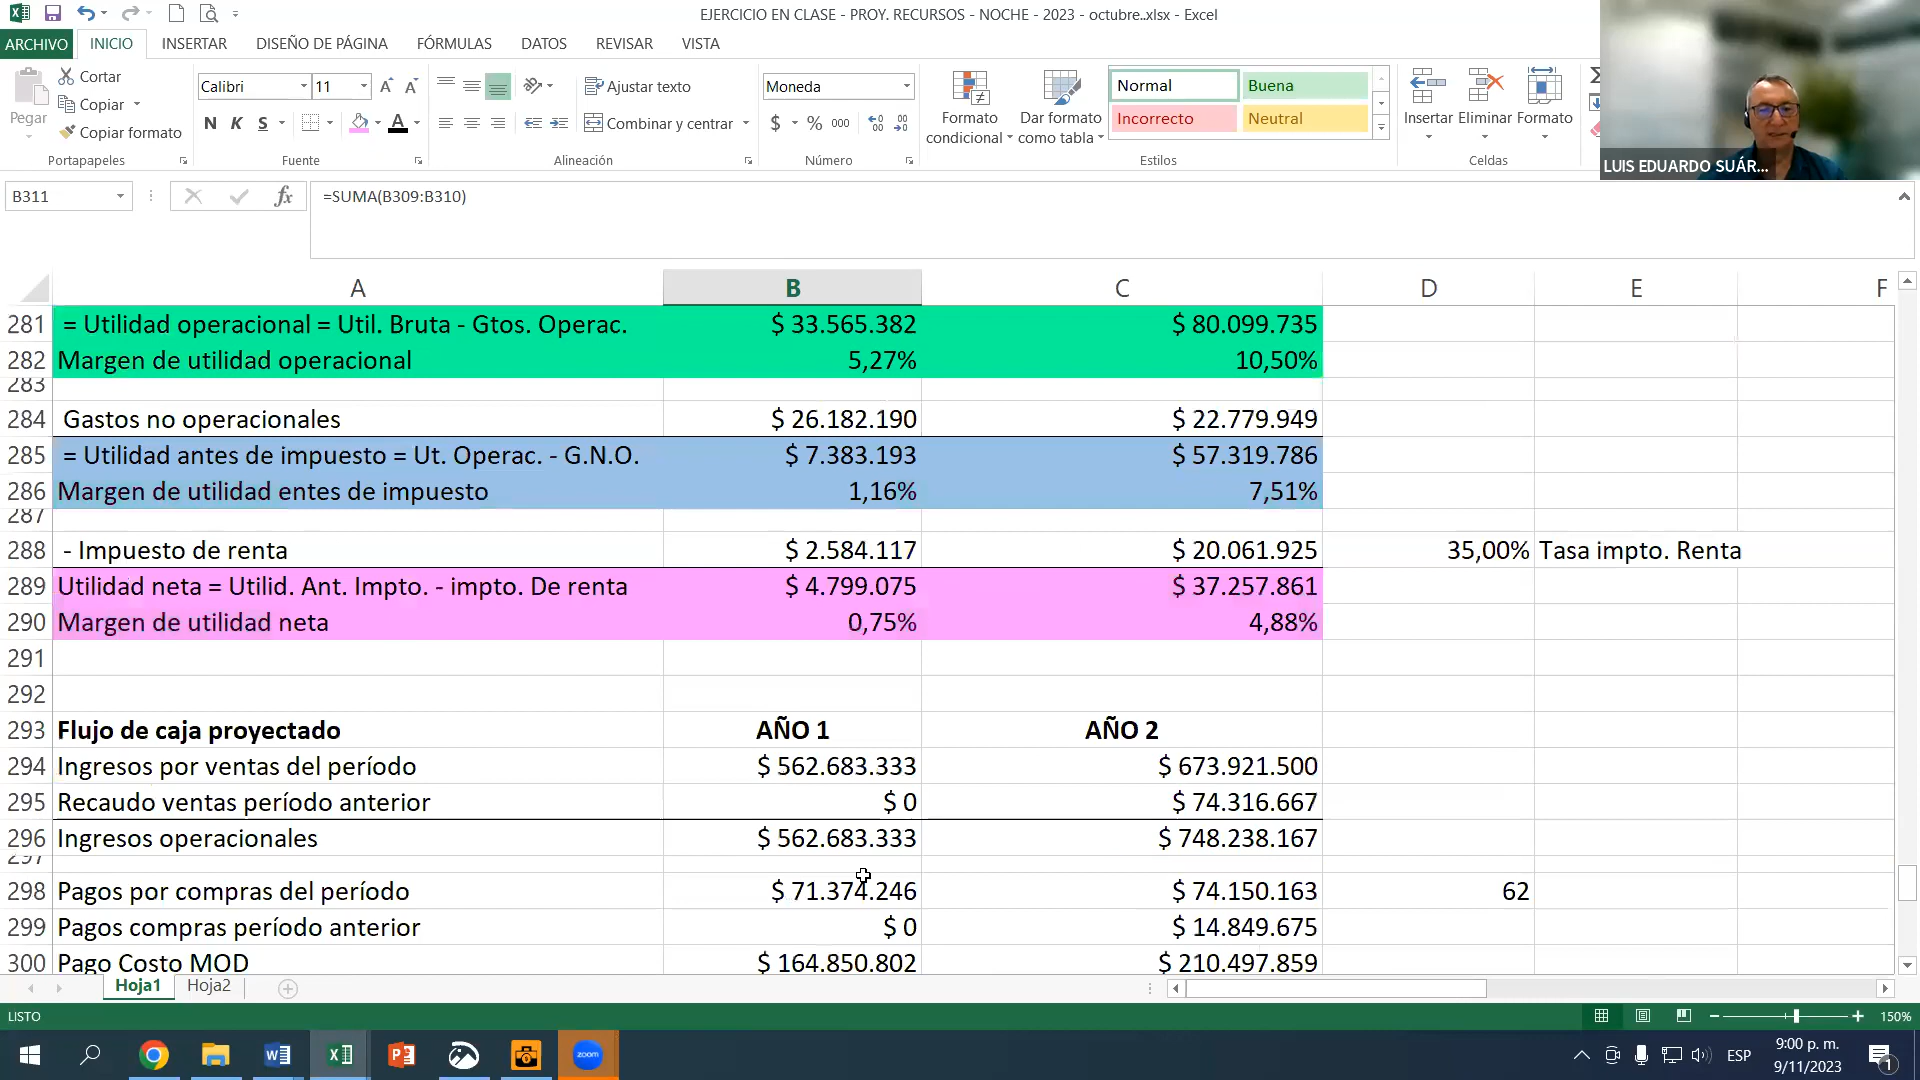 EJERCICIO EN CLASE - PROY. RECURSOS - NOCHE - 2023 - octubre..xlsx - Excel
ARCHIVO INICIO INSERTAR DISEÑO DE PÁGINA FÓRMULAS DATOS REVISAR VISTA
Pegar
Cortar
Copiar
Copiar formato
Portapapeles
Calibri 11
N K S
Fuente
Ajustar texto
Combinar y centrar
Alineación
Moneda
$ % 000
Número
Formato condicional
Dar formato como tabla
Normal Buena
Incorrecto Neutral
Estilos
Insertar Eliminar Formato
Celdas
LUIS EDUARDO SUÁR...
B311 fx =SUMA(B309:B310)
A B C D E F
281 = Utilidad operacional = Util. Bruta - Gtos. Operac. $ 33.565.382 $ 80.099.735
282 Margen de utilidad operacional 5,27% 10,50%
283
284 Gastos no operacionales $ 26.182.190 $ 22.779.949
285 = Utilidad antes de impuesto = Ut. Operac. - G.N.O. $ 7.383.193 $ 57.319.786
286 Margen de utilidad entes de impuesto 1,16% 7,51%
287
288 - Impuesto de renta $ 2.584.117 $ 20.061.925 35,00% Tasa impto. Renta
289 Utilidad neta = Utilid. Ant. Impto. - impto. De renta $ 4.799.075 $ 37.257.861
290 Margen de utilidad neta 0,75% 4,88%
291
292
293 Flujo de caja proyectado AÑO 1 AÑO 2
294 Ingresos por ventas del período $ 562.683.333 $ 673.921.500
295 Recaudo ventas período anterior $ 0 $ 74.316.667
296 Ingresos operacionales $ 562.683.333 $ 748.238.167
297
298 Pagos por compras del período $ 71.374.246 $ 74.150.163 62
299 Pagos compras período anterior $ 0 $ 14.849.675
300 Pago Costo MOD $ 164.850.802 $ 210.497.859
Hoja1 Hoja2
LISTO 150%
zoom
ESP
9:00 p. m.
9/11/2023
1